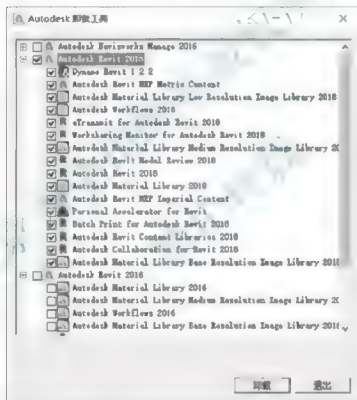 Autodesk 卸载工具
Autodesk Navisworks Manage 2016
Autodesk Revit 2018
Dynamo Revit 1 2 2
Autodesk Revit MEP Metric Content
Autodesk Material Library Low Resolution Image Library 2018
Autodesk Workflows 2018
eTransmit for Autodesk Revit 2018
Worksharing Monitor for Autodesk Revit 2018
Autodesk Material Library Medium Resolution Image Library 20
Autodesk Revit Model Review 2018
Autodesk Revit 2018
Autodesk Material Library 2018
Autodesk Revit MEP Imperial Content
Personal Accelerator for Revit
Batch Print for Autodesk Revit 2018
Autodesk Revit Content Libraries 2018
Autodesk Collaboration for Revit 2018
Autodesk Material Library Base Resolution Image Library 2018
Autodesk Revit 2016
Autodesk Material Library 2016
Autodesk Material Library Medium Resolution Image Library 20
Autodesk Workflows 2016
Autodesk Material Library Base Resolution Image Library 2016
卸载
退出